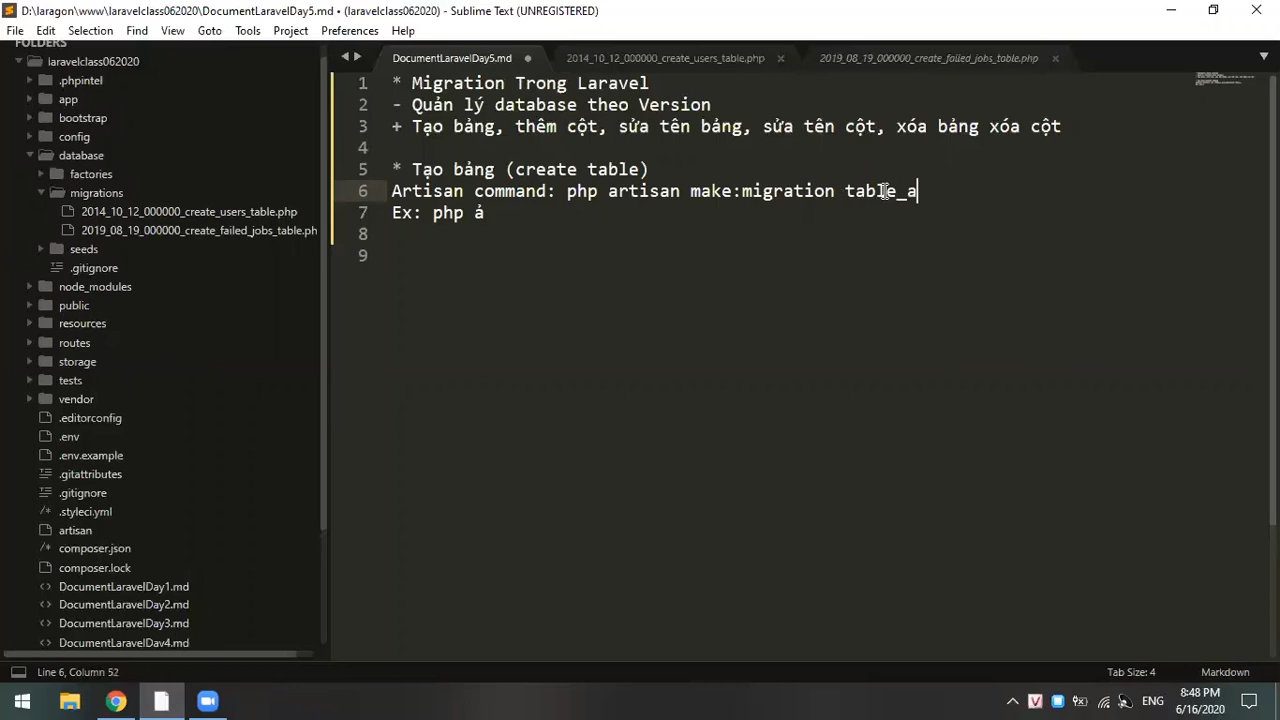 D:\laragon\www\laravelclass062020\DocumentLaravelDay5.md • (laravelclass062020) - Sublime Text (UNREGISTERED)
File Edit Selection Find View Goto Tools Project Preferences Help
FOLDERS
laravelclass062020
.phpintel
app
bootstrap
config
database
factories
migrations
2014_10_12_000000_create_users_table.php
2019_08_19_000000_create_failed_jobs_table.ph
seeds
.gitignore
node_modules
public
resources
routes
storage
tests
vendor
.editorconfig
.env
.env.example
.gitattributes
.gitignore
.styleci.yml
artisan
composer.json
composer.lock
DocumentLaravelDay1.md
DocumentLaravelDay2.md
DocumentLaravelDay3.md
DocumentLaravelDay4.md
DocumentLaravelDay5.md 2014_10_12_000000_create_users_table.php 2019_08_19_000000_create_failed_jobs_table.php
1 * Migration Trong Laravel
2 - Quản lý database theo Version
3 + Tạo bảng, thêm cột, sửa tên bảng, sửa tên cột, xóa bảng xóa cột
4
5 * Tạo bảng (create table)
6 Artisan command: php artisan make:migration table_a
7 Ex: php ả
8
9
Line 6, Column 52 Tab Size: 4 Markdown
V ENG 8:48 PM
6/16/2020